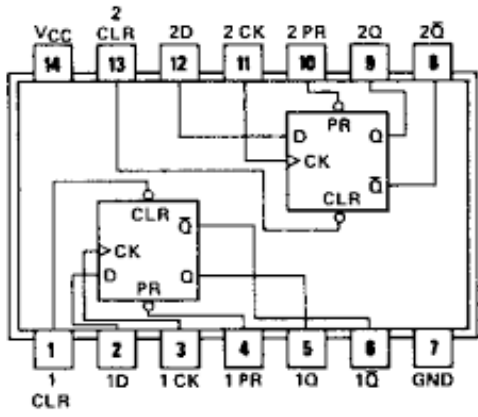 2
VCC CLR 2D 2 CK 2 PR 2Q 2Q̅
14 13 12 11 10 9 8
PR
D Q
CK
Q̅
CLR
CLR
Q̅
CK
D Q
PR
1 2 3 4 5 6 7
1 1D 1 CK 1 PR 1Q 1Q̅ GND
CLR